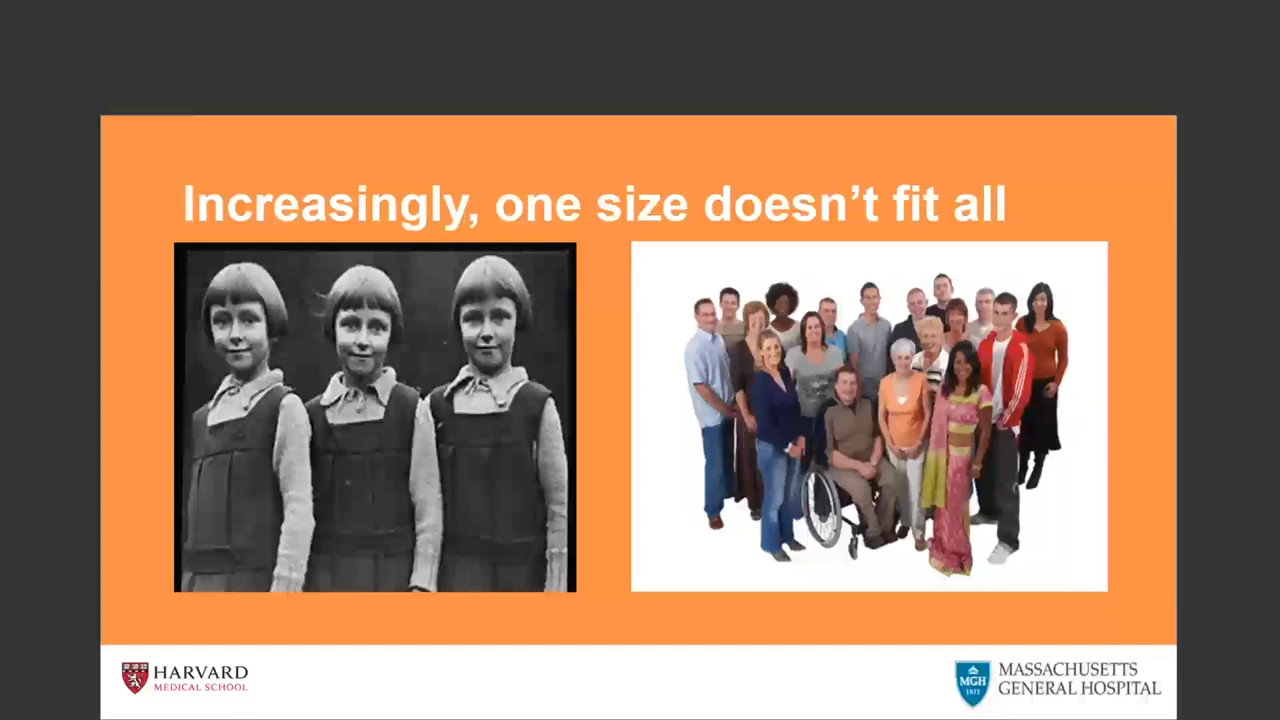 Increasingly, one size doesn’t fit all
HARVARD
MEDICAL SCHOOL
MGH
1811
MASSACHUSETTS
GENERAL HOSPITAL